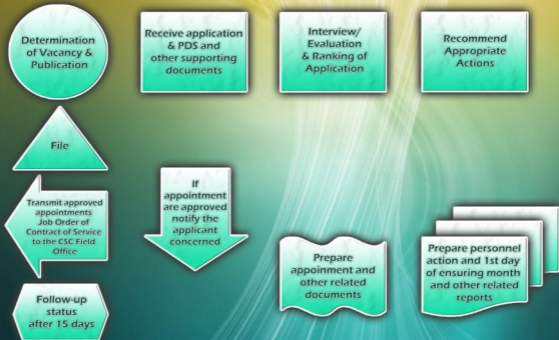 Determination
of Vacancy &
Publication
Receive application
& PDS and
other supporting
documents
Interview/
Evaluation
& Ranking of
Application
Recommend
Appropriate
Actions
File
Transmit approved
appointments
Job Order of
Contract of Service
to the CSC Field
Office
If
appointment
are approved
notify the
applicant
concerned
Prepare
appoinment and
other related
documents
Prepare personnel
action and 1st day
of ensuring month
and other related
reports
Follow-up
status
after 15 days